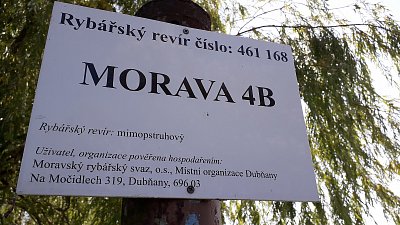 Rybářský revír číslo: 461 168
MORAVA 4B
Rybářský revír: mimopstruhový
Uživatel, organizace pověřena hospodařením:
Moravský rybářský svaz, o.s., Místní organizace Dubňany
Na Močidlech 319, Dubňany, 696 03